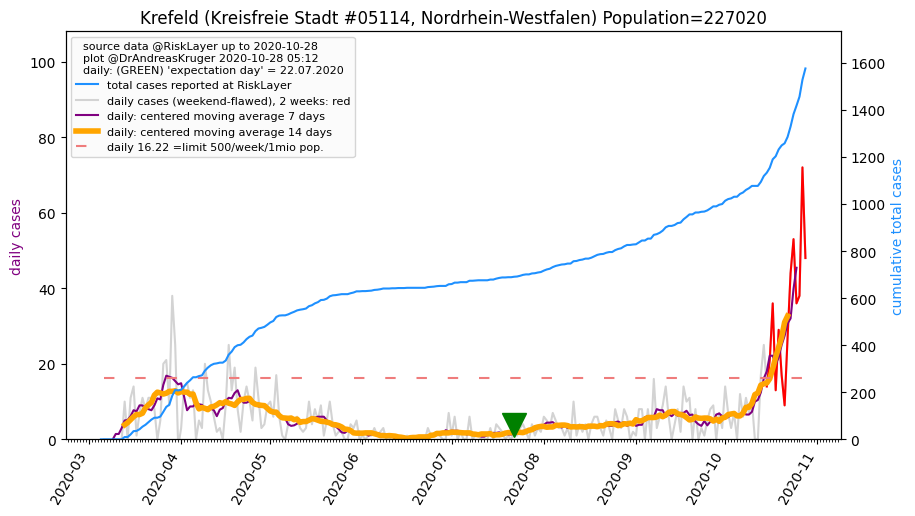 Krefeld (Kreisfreie Stadt #05114, Nordrhein-Westfalen) Population=227020
source data @RiskLayer up to 2020-10-28
plot @DrAndreasKruger 2020-10-28 05:12
daily: (GREEN) 'expectation day' = 22.07.2020
total cases reported at RiskLayer
daily cases (weekend-flawed), 2 weeks: red
daily: centered moving average 7 days
daily: centered moving average 14 days
daily 16.22 =limit 500/week/1mio pop.
daily cases
100
80
60
40
20
0
cumulative total cases
1600
1400
1200
1000
800
600
400
200
0
2020-03
2020-04
2020-05
2020-06
2020-07
2020-08
2020-09
2020-10
2020-11